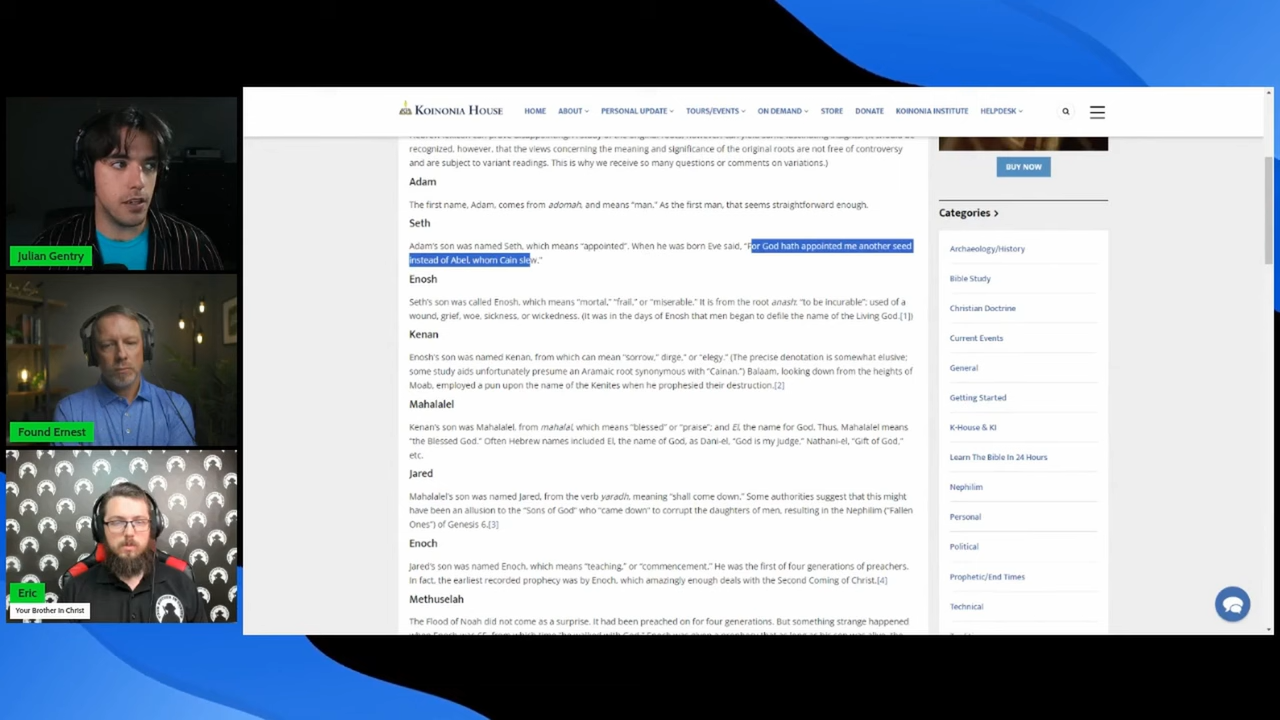 Julian Gentry
Found Ernest
Eric
Your Brother In Christ
KOINONIA HOUSE
HOME
ABOUT
PERSONAL UPDATE
TOURS/EVENTS
ON DEMAND
STORE
DONATE
KOINONIA INSTITUTE
HELPDESK
recognized, however, that the views concerning the meaning and significance of the original roots are not free of controversy
and are subject to variant readings. This is why we receive so many questions or comments on variations.)
Adam
The first name, Adam, comes from adomah, and means "man." As the first man, that seems straightforward enough.
Seth
Adam's son was named Seth, which means "appointed". When he was born Eve said, "For God hath appointed me another seed
instead of Abel, whom Cain slew."
Enosh
Seth's son was called Enosh, which means "mortal," "frail," or "miserable." It is from the root anash: "to be incurable"; used of a
wound, grief, woe, sickness, or wickedness. (It was in the days of Enosh that men began to defile the name of the Living God.[1])
Kenan
Enosh's son was named Kenan, from which can mean "sorrow," dirge," or "elegy." (The precise denotation is somewhat elusive;
some study aids unfortunately presume an Aramaic root synonymous with "Cainan.") Balaam, looking down from the heights of
Moab, employed a pun upon the name of the Kenites when he prophesied their destruction.[2]
Mahalalel
Kenan's son was Mahalalel, from mahalal, which means "blessed" or "praise"; and El, the name for God. Thus, Mahalalel means
"the Blessed God." Often Hebrew names included El, the name of God, as Dani-el, "God is my Judge," Nathani-el, "Gift of God,"
etc.
Jared
Mahalalel's son was named Jared, from the verb yaradh, meaning "shall come down." Some authorities suggest that this might
have been an allusion to the "Sons of God" who "came down" to corrupt the daughters of men, resulting in the Nephilim ("Fallen
Ones") of Genesis 6.[3]
Enoch
Jared's son was named Enoch, which means "teaching," or "commencement." He was the first of four generations of preachers.
In fact, the earliest recorded prophecy was by Enoch, which amazingly enough deals with the Second Coming of Christ.[4]
Methuselah
The Flood of Noah did not come as a surprise. It had been preached on for four generations. But something strange happened
BUY NOW
Categories >
Archaeology/History
Bible Study
Christian Doctrine
Current Events
General
Getting Started
K-House & KI
Learn The Bible In 24 Hours
Nephilim
Personal
Political
Prophetic/End Times
Technical